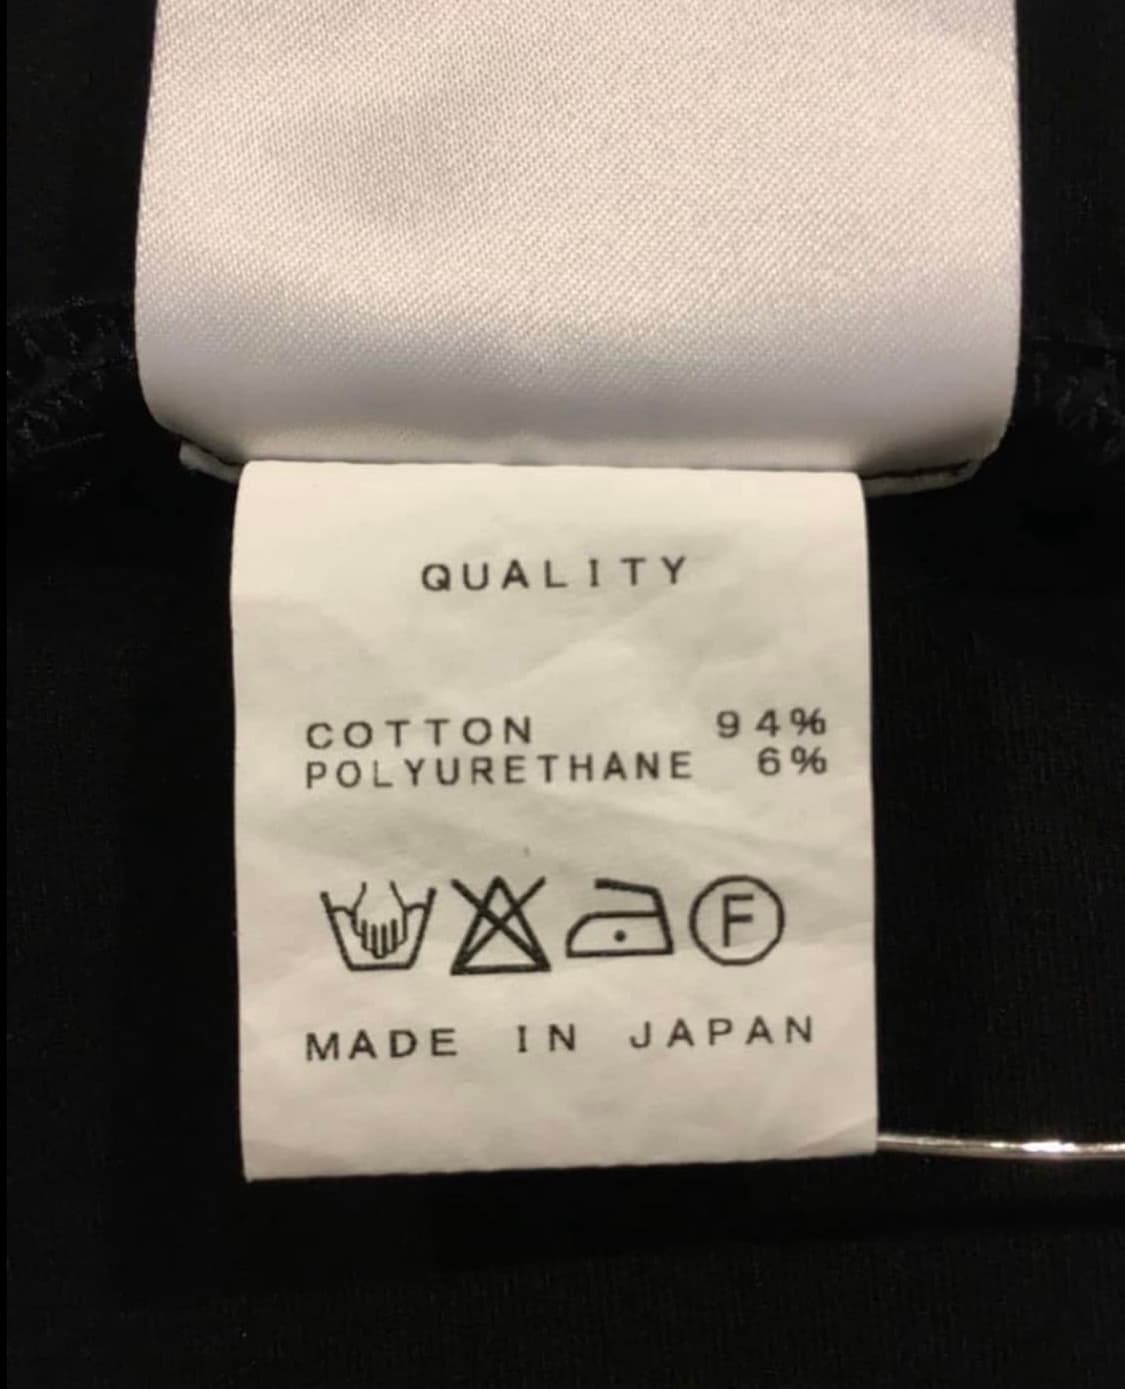 QUALITY
COTTON 94%
POLYURETHANE 6%
F
MADE IN JAPAN